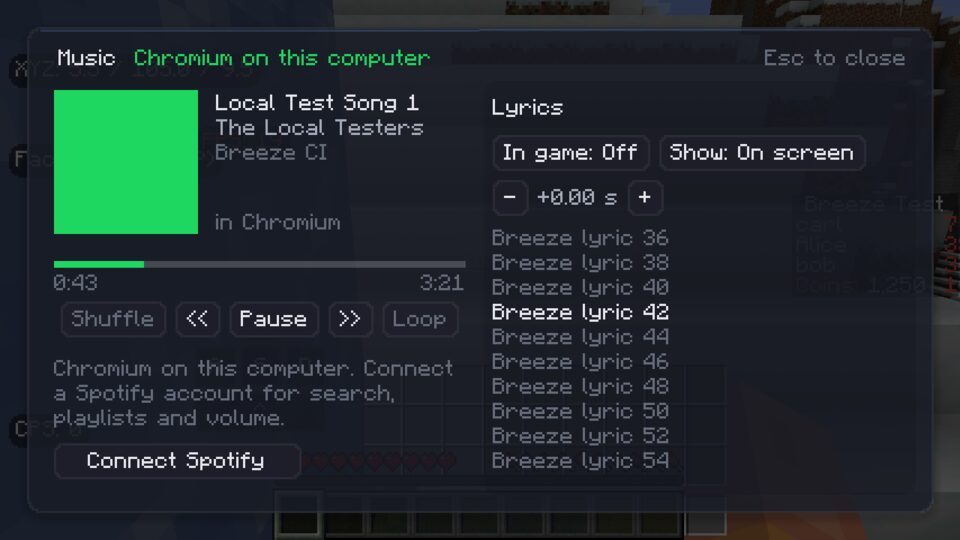 Music Chromium on this computer
Esc to close
Local Test Song 1
The Local Testers
Breeze CI
in Chromium
0:43
3:21
Shuffle
<<
Pause
>>
Loop
Chromium on this computer. Connect
a Spotify account for search,
playlists and volume.
Connect Spotify
Lyrics
In game: Off
Show: On screen
-
+0.00 s
+
Breeze lyric 36
Breeze lyric 38
Breeze lyric 40
Breeze lyric 42
Breeze lyric 44
Breeze lyric 46
Breeze lyric 48
Breeze lyric 50
Breeze lyric 52
Breeze lyric 54
Breeze Test
carl
Alice
bob
Coins: 1,250